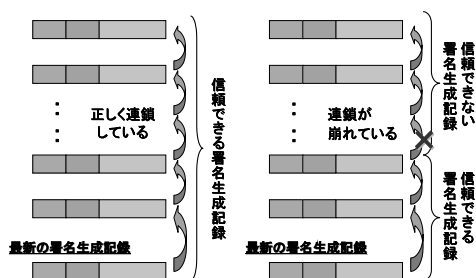 正しく連鎖
している
信頼できる署名生成記録
最新の署名生成記録
連鎖が
崩れている
信頼できない
署名生成記録
信頼できる
署名生成記録
最新の署名生成記録